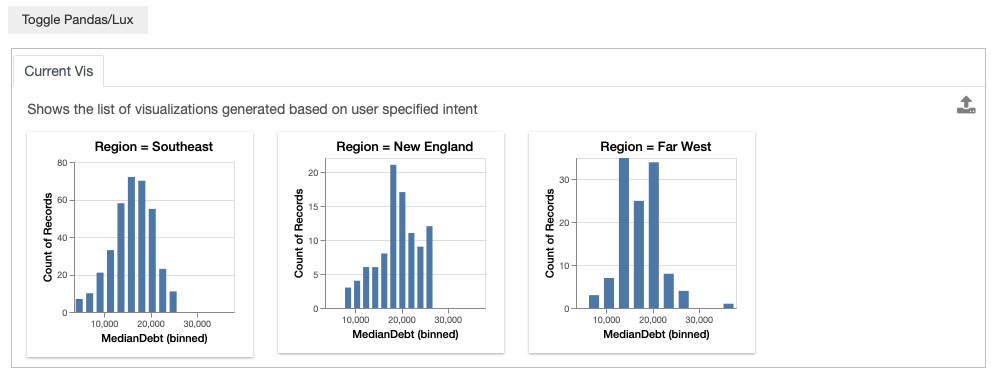 Toggle Pandas/Lux
Current Vis
Shows the list of visualizations generated based on user specified intent
Region = Southeast
80
60
40
20
0
Count of Records
10,000 20,000 30,000
MedianDebt (binned)
Region = New England
20
15
10
5
0
Count of Records
10,000 20,000 30,000
MedianDebt (binned)
Region = Far West
30
20
10
0
Count of Records
10,000 20,000 30,000
MedianDebt (binned)